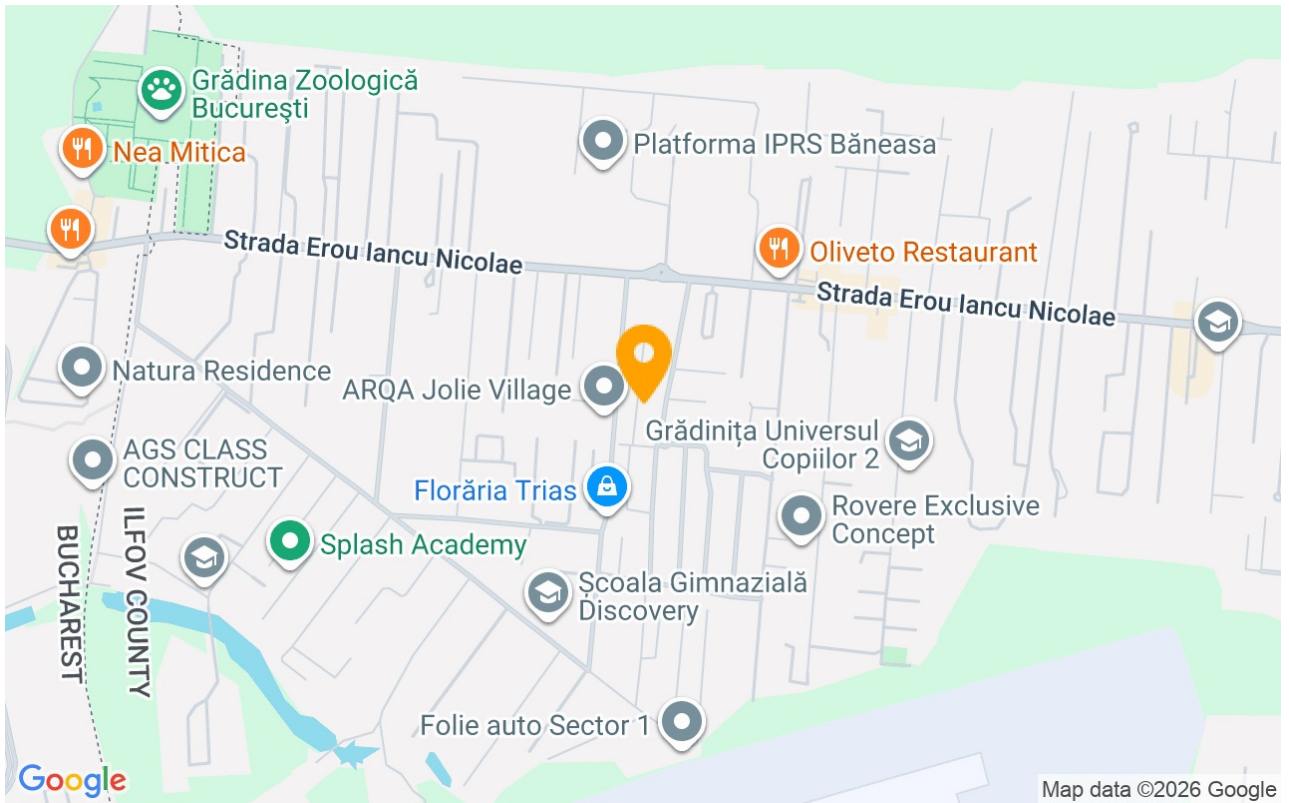 Grădina Zoologică
Bucureşti
Nea Mitica
Platforma IPRS Băneasa
Strada Erou Iancu Nicolae
Oliveto Restaurant
Strada Erou Iancu Nicolae
Natura Residence
ARQA Jolie Village
Grădinița Universul
Copiilor 2
AGS CLASS
CONSTRUCT
Florăria Trias
Rovere Exclusive
Concept
BUCHAREST
ILFOV COUNTY
Splash Academy
Școala Gimnazială
Discovery
Folie auto Sector 1
Google
Map data ©2026 Google